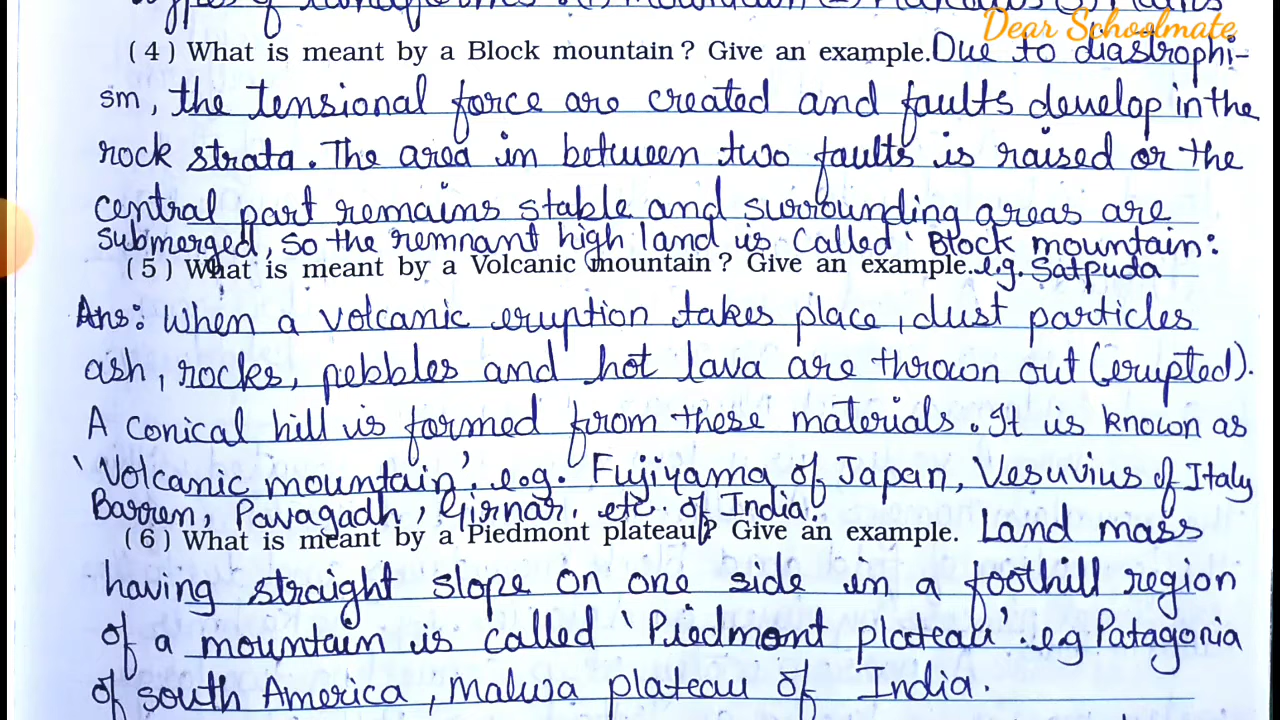 Types of landforms
Dear Schoolmate
(4) What is meant by a Block mountain? Give an example. Due to diastrophi-
sm, the tensional force are created and faults develop in the
rock strata. The area in between two faults is raised or the
central part remains stable and surrounding areas are
submerged, so the remnant high land is called 'Block mountain:
(5) What is meant by a Volcanic mountain? Give an example. e.g. Satpuda
Ans: When a volcanic eruption takes place, dust particles
ash, rocks, pebbles and hot lava are thrown out (erupted).
A conical hill is formed from these materials. It is known as
'Volcanic mountain'. e.g. Fujiyama of Japan, Vesuvius of Italy
Barren, Pavagadh, Girnar, etc. of India.
(6) What is meant by a Piedmont plateau? Give an example. Land mass
having straight slope on one side in a foothill region
of a mountain is called 'Piedmont plateau' e.g Patagonia
of south America, Malwa plateau of India.